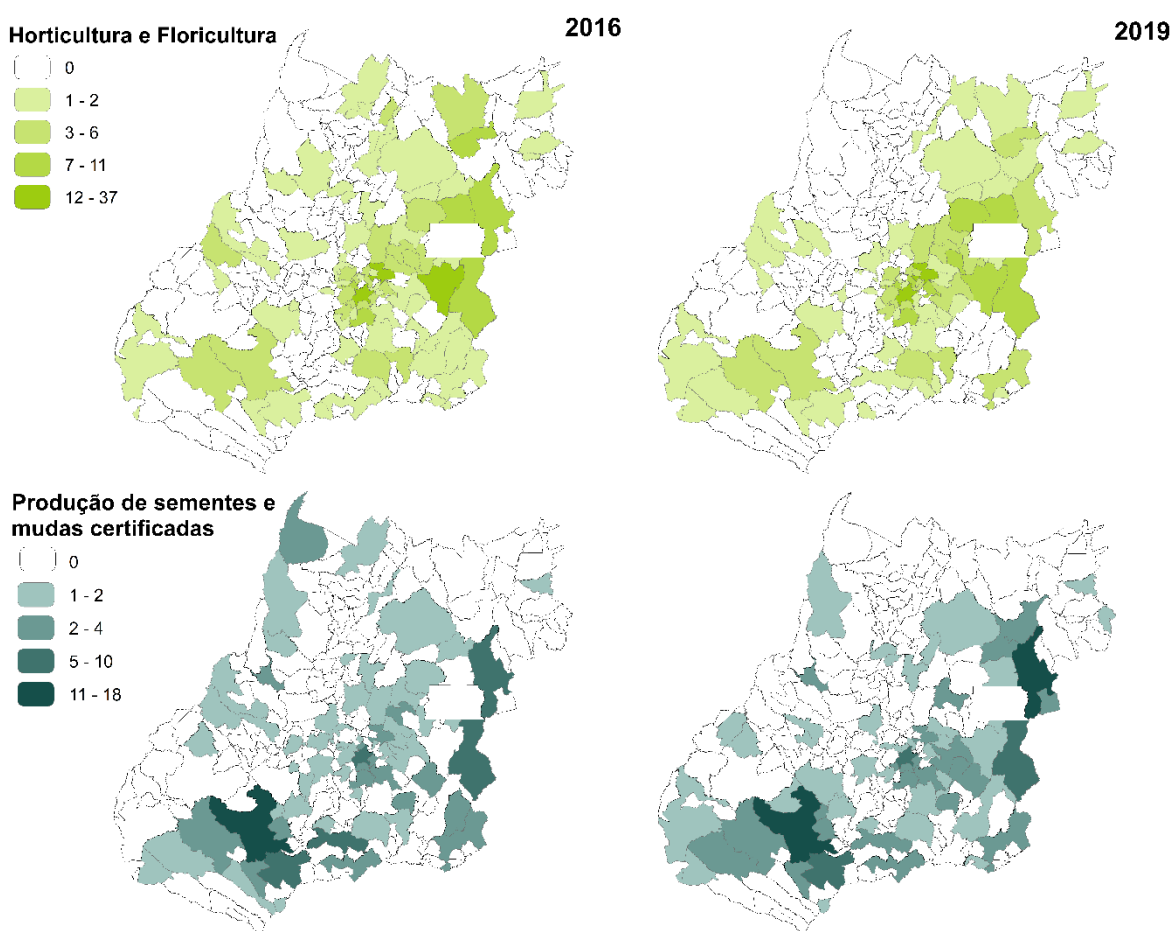 Horticultura e Floricultura
2016
2019
0
1 - 2
3 - 6
7 - 11
12 - 37
Produção de sementes e
mudas certificadas
0
1 - 2
2 - 4
5 - 10
11 - 18